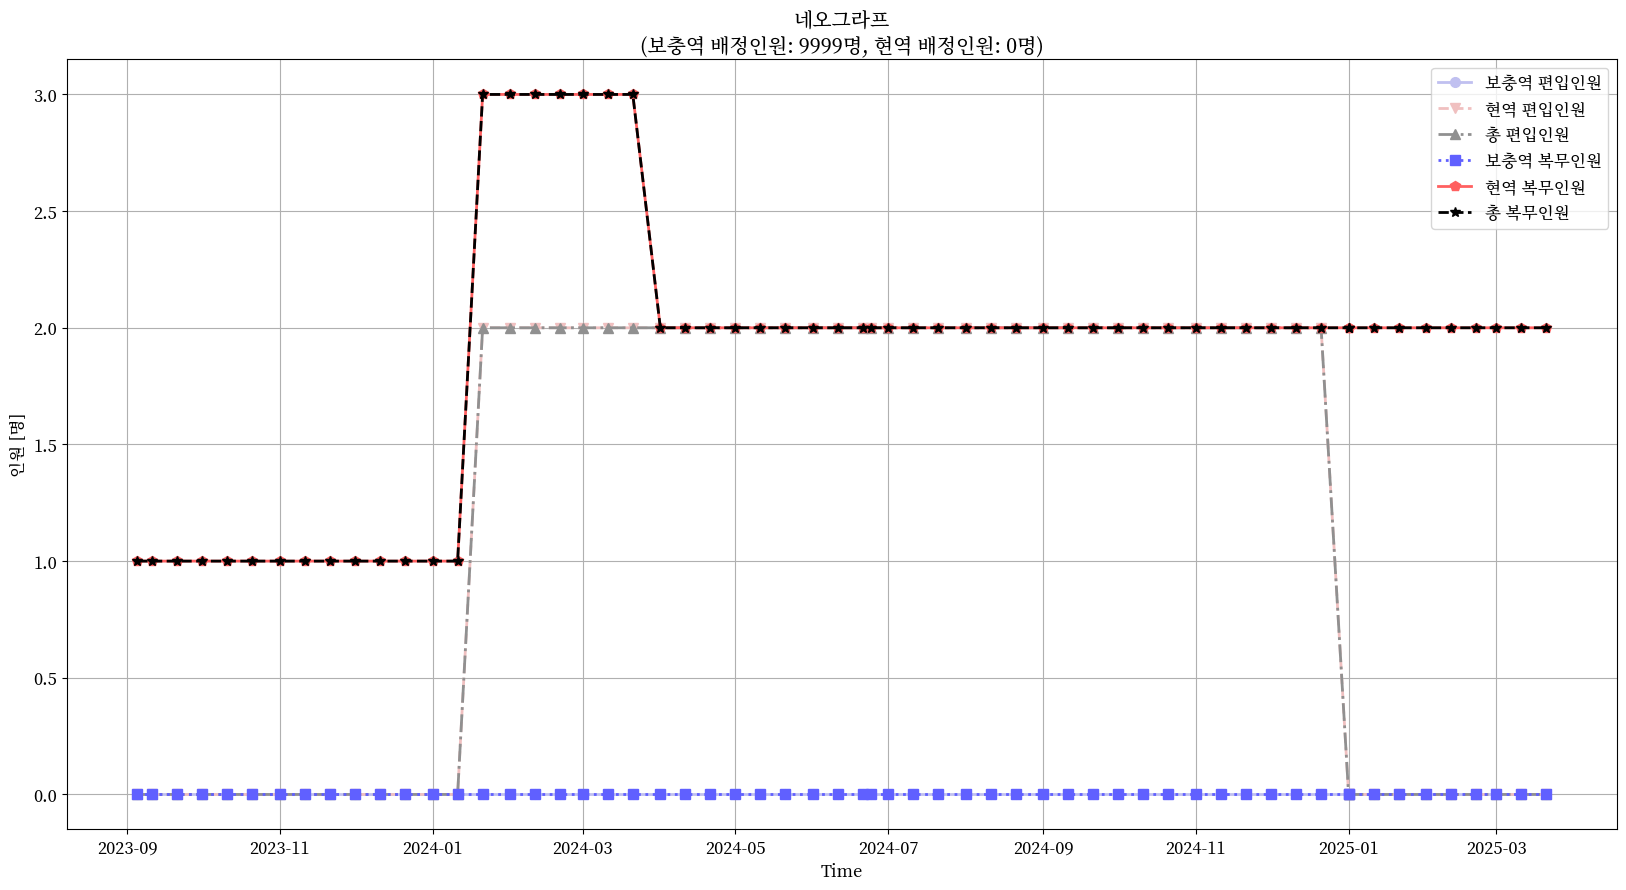 네오그래프
(보충역 배정인원: 9999명, 현역 배정인원: 0명)
보충역 편입인원
현역 편입인원
총 편입인원
보충역 복무인원
현역 복무인원
총 복무인원
인원 [명]
3.0
2.5
2.0
1.5
1.0
0.5
0.0
2023-09
2023-11
2024-01
2024-03
2024-05
2024-07
2024-09
2024-11
2025-01
2025-03
Time